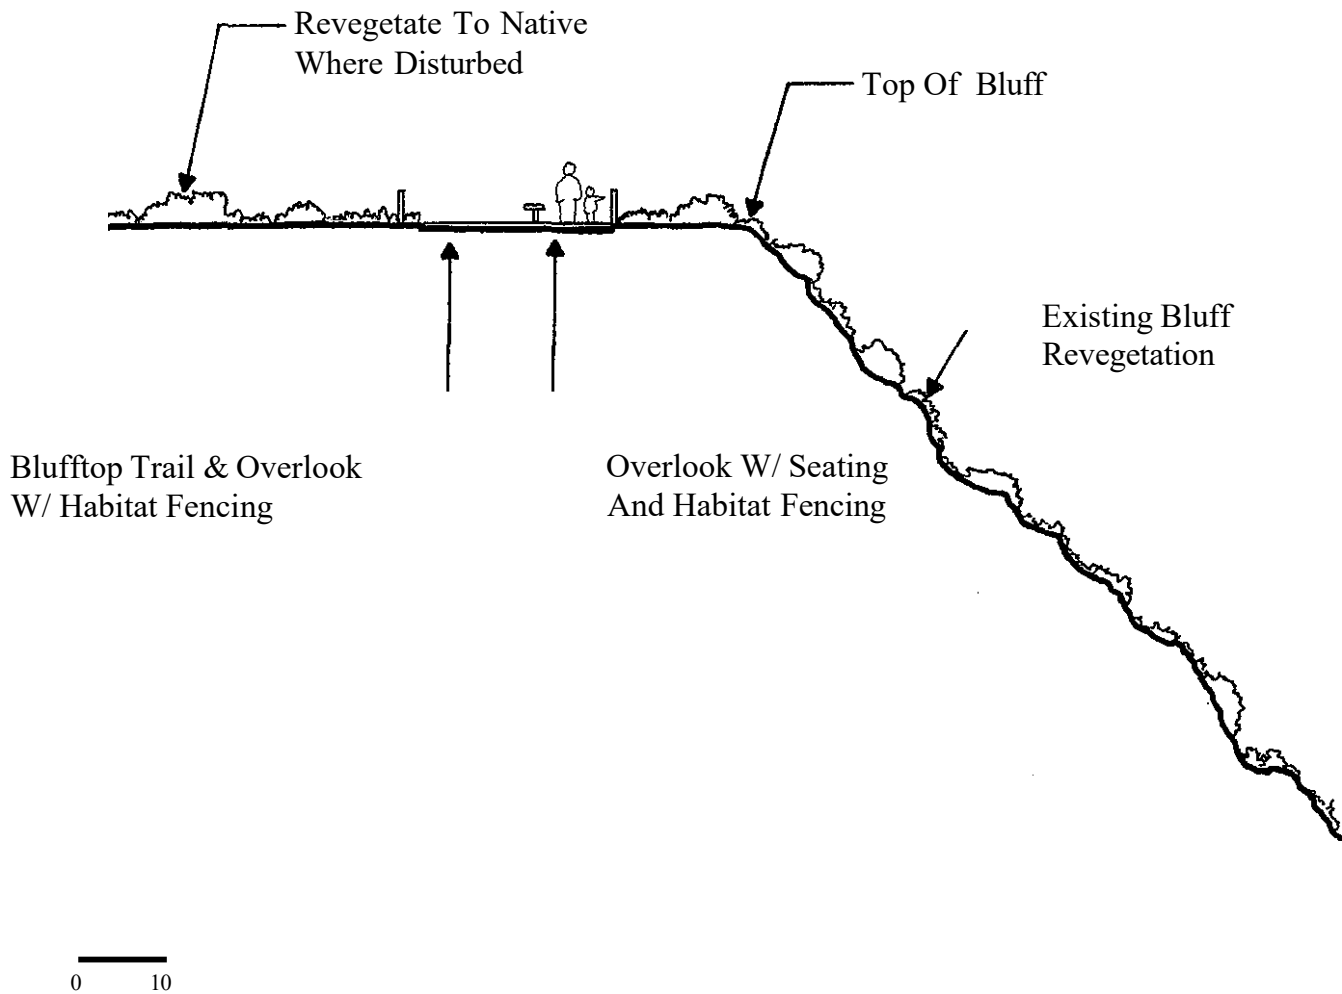 Revegetate To Native
Where Disturbed
Top Of Bluff
Existing Bluff
Revegetation
Blufftop Trail & Overlook
W/ Habitat Fencing
Overlook W/ Seating
And Habitat Fencing
0 10